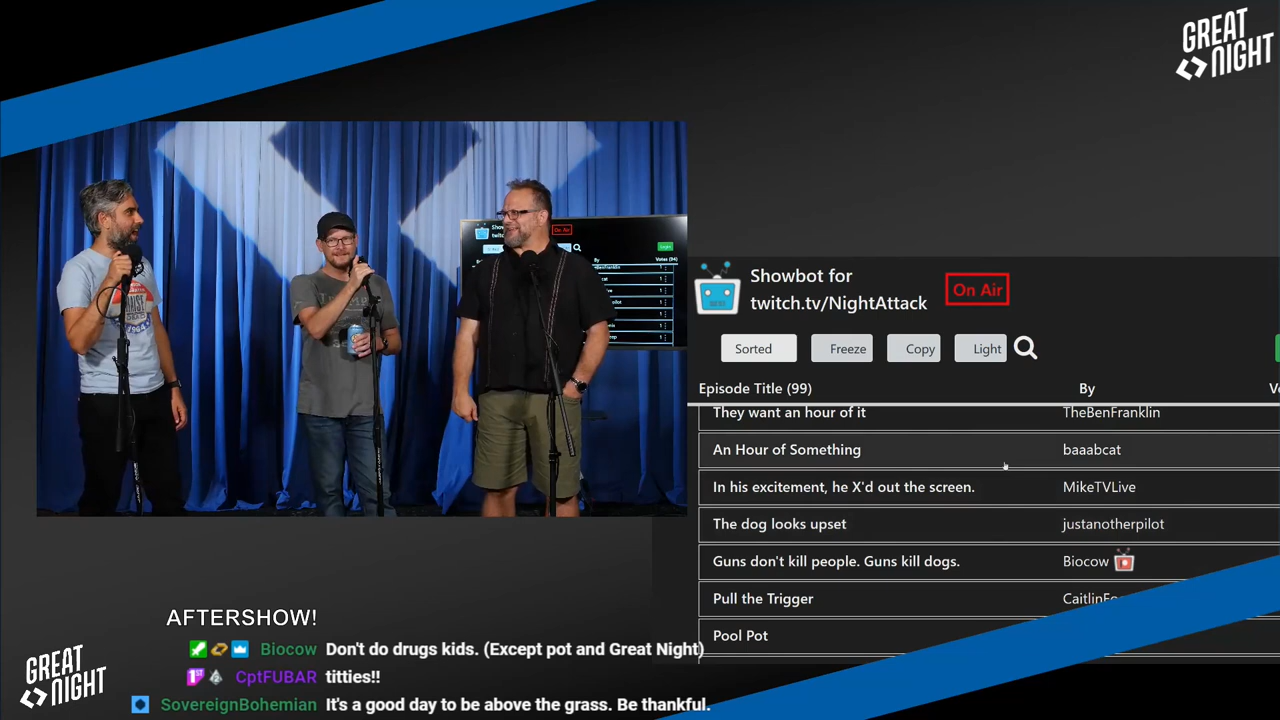 GREAT
NIGHT
Showbot for
twitch.tv/NightAttack
On Air
Sorted
Freeze
Copy
Light
Episode Title (99)
By
They want an hour of it
TheBenFranklin
An Hour of Something
baaabcat
In his excitement, he X'd out the screen.
MikeTVLive
The dog looks upset
justanotherpilot
Guns don't kill people. Guns kill dogs.
Biocow
Pull the Trigger
Pool Pot
AFTERSHOW!
Biocow Don't do drugs kids. (Except pot and Great Night)
1ST CptFUBAR titties!!
SovereignBohemian It's a good day to be above the grass. Be thankful.
GREAT
NIGHT